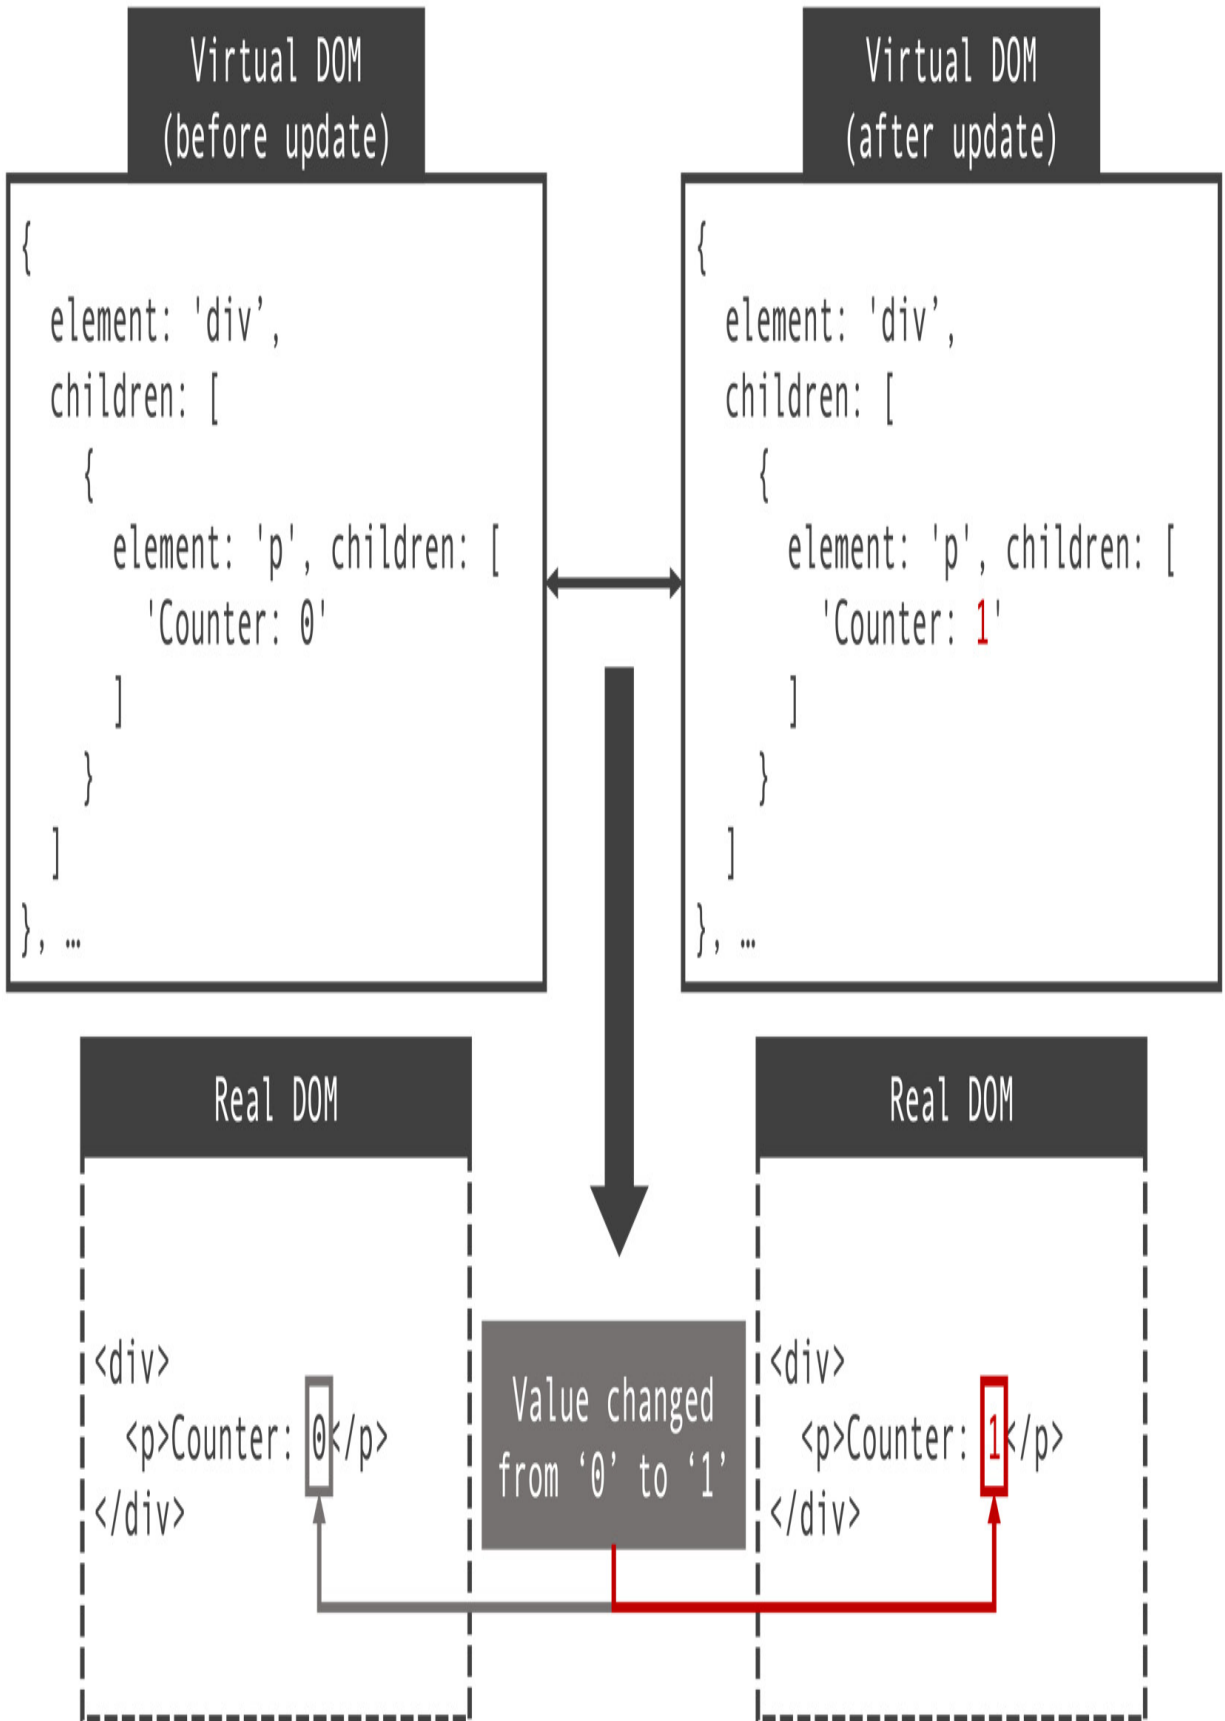 Virtual DOM
(before update)
{
  element: 'div’,
  children: [
    {
      element: 'p', children: [
        'Counter: 0'
      ]
    }
  ]
}, …
Virtual DOM
(after update)
{
  element: 'div’,
  children: [
    {
      element: 'p', children: [
        'Counter: 1'
      ]
    }
  ]
}, …
Real DOM
<div>
  <p>Counter: 0</p>
</div>
Value changed
from ‘0’ to ‘1’
Real DOM
<div>
  <p>Counter: 1</p>
</div>